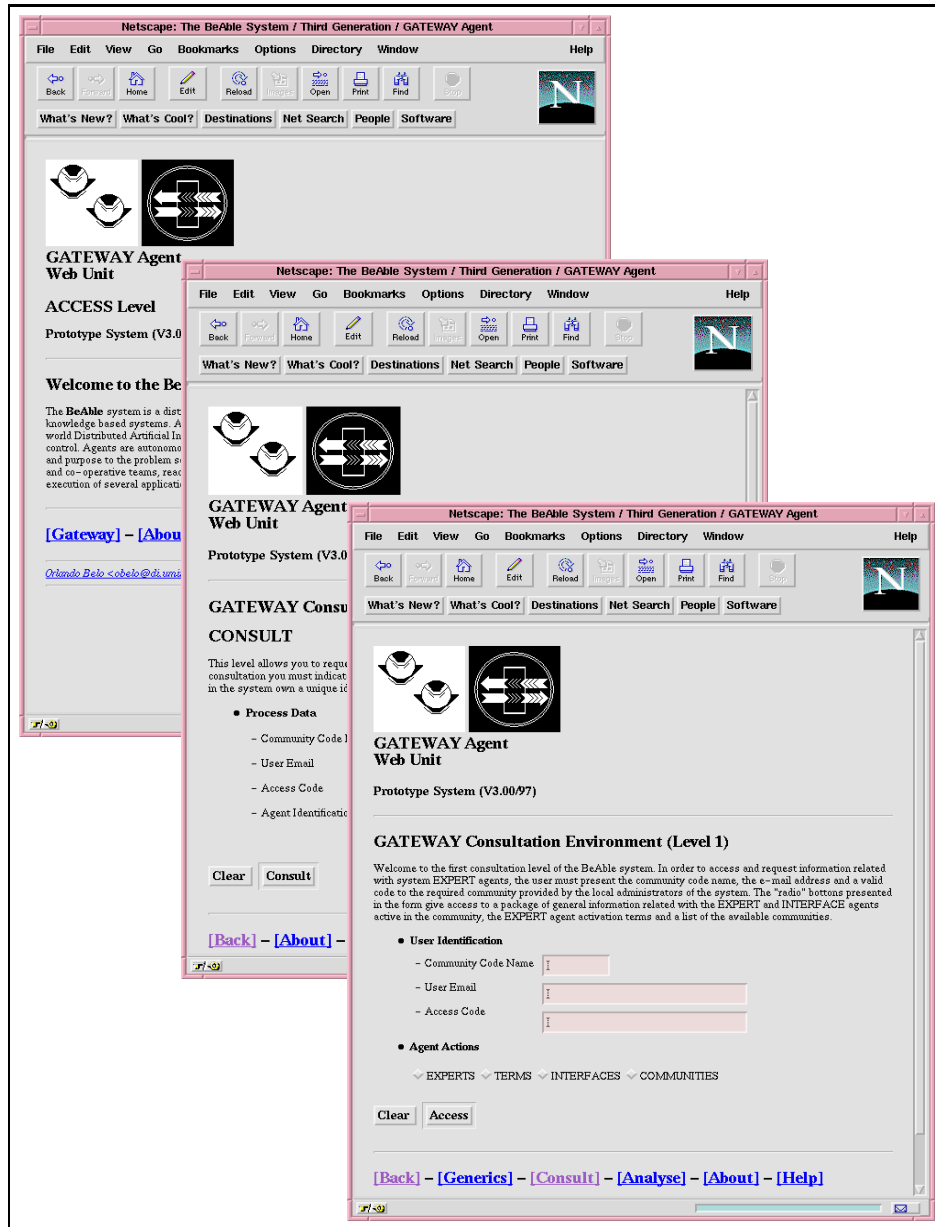 Netscape: The BeAble System / Third Generation / GATEWAY Agent
File Edit View Go Bookmarks Options Directory Window Help
Back Forward Home Edit Reload Images Open Print Find Stop
N
What's New? What's Cool? Destinations Net Search People Software
GATEWAY Agent
Web Unit
ACCESS Level
Prototype System (V3.0
Welcome to the Be
The BeAble system is a dist
knowledge based systems. A
world Distributed Artificial In
control. Agents are autonomo
and purpose to the problem s
and co-operative teams, reac
execution of several applicati
[Gateway] – [Abou
Orlando Belo <obelo@di.umi
Netscape: The BeAble System / Third Generation / GATEWAY Agent
File Edit View Go Bookmarks Options Directory Window Help
Back Forward Home Edit Reload Images Open Print Find Stop
N
What's New? What's Cool? Destinations Net Search People Software
GATEWAY Agent
Web Unit
Prototype System (V3.0
GATEWAY Consu
CONSULT
This level allows you to reque
consultation you must indicat
in the system own a unique id
• Process Data
– Community Code
– User Email
– Access Code
– Agent Identificatio
Clear Consult
[Back] – [About] –
Netscape: The BeAble System / Third Generation / GATEWAY Agent
File Edit View Go Bookmarks Options Directory Window Help
Back Forward Home Edit Reload Images Open Print Find Stop
N
What's New? What's Cool? Destinations Net Search People Software
GATEWAY Agent
Web Unit
Prototype System (V3.00/97)
GATEWAY Consultation Environment (Level 1)
Welcome to the first consultation level of the BeAble system. In order to access and request information related
with system EXPERT agents, the user must present the community code name, the e-mail address and a valid
code to the required community provided by the local administrators of the system. The "radio" bottons presented
in the form give access to a package of general information related with the EXPERT and INTERFACE agents
active in the community, the EXPERT agent activation terms and a list of the available communities.
• User Identification
– Community Code Name
– User Email
– Access Code
• Agent Actions
EXPERTS TERMS INTERFACES COMMUNITIES
Clear Access
[Back] – [Generics] – [Consult] – [Analyse] – [About] – [Help]